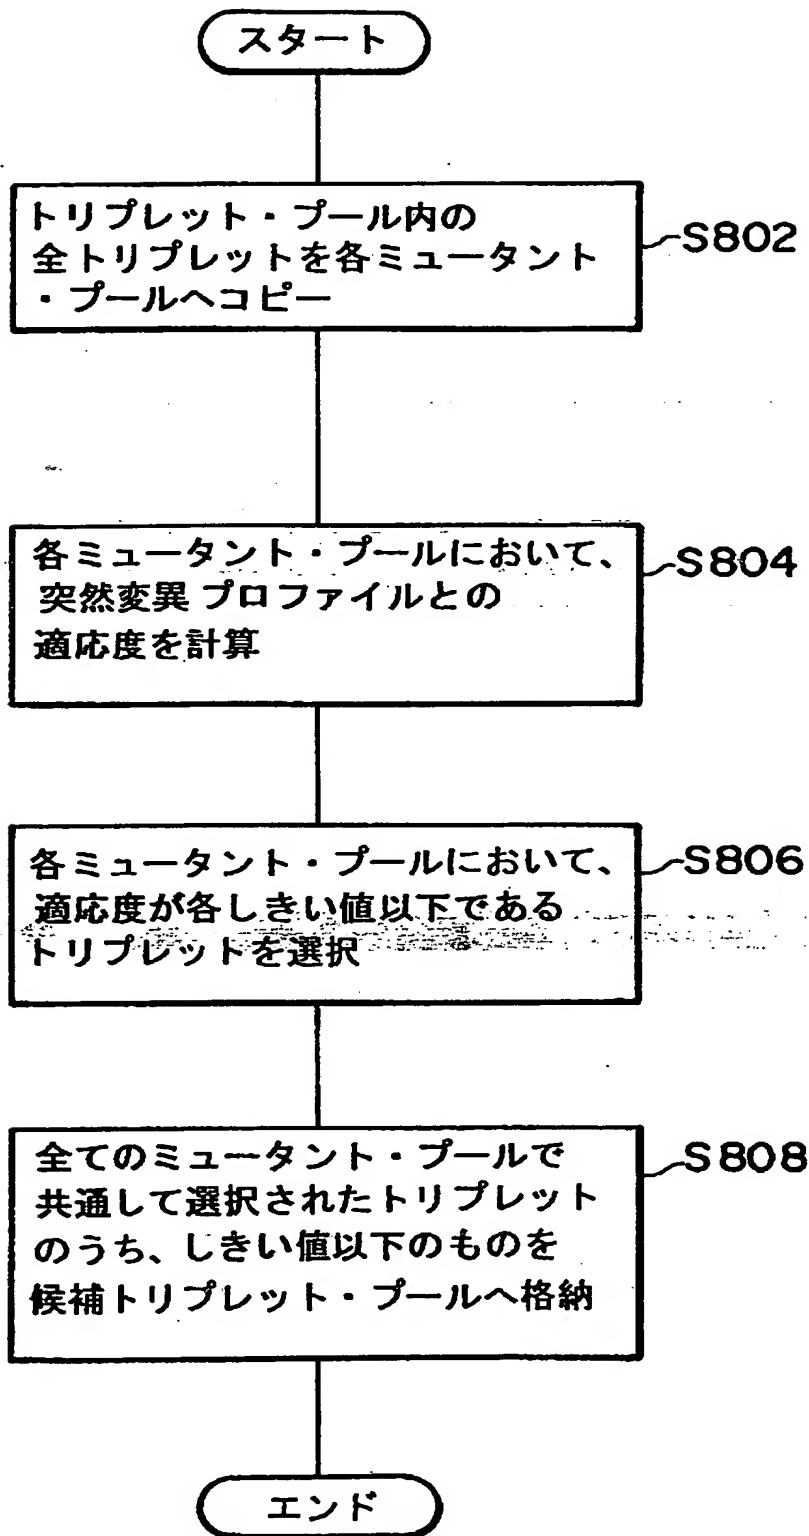 スタート
トリプレット・プール内の
全トリプレットを各ミュータント
・プールへコピー
S802
各ミュータント・プールにおいて、
突然変異プロファイルとの
適応度を計算
S804
各ミュータント・プールにおいて、
適応度が各しきい値以下である
トリプレットを選択
S806
全てのミュータント・プールで
共通して選択されたトリプレット
のうち、しきい値以下のものを
候補トリプレット・プールへ格納
S808
エンド